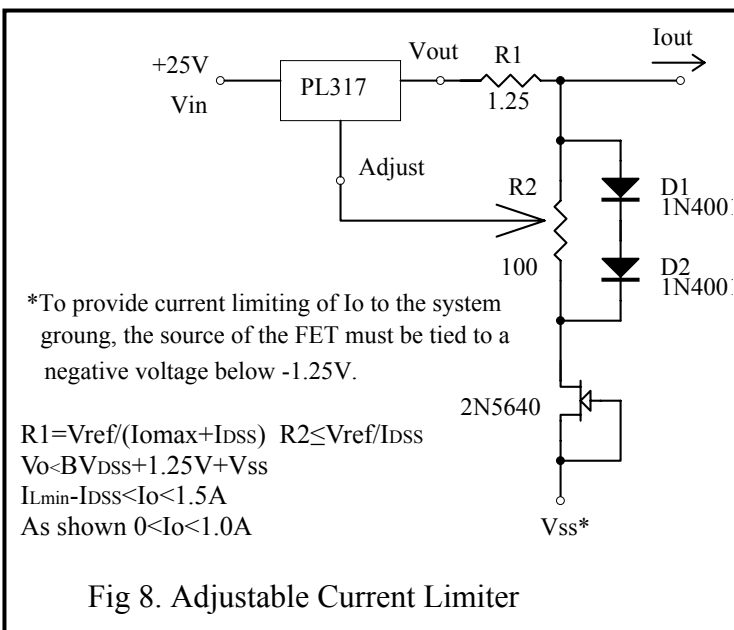 Iout
Vout
R1
+25V
PL317
Vin
1.25
Adjust
R2
D1
1N4001
100
D2
1N4001
*To provide current limiting of Io to the system
groung, the source of the FET must be tied to a
negative voltage below -1.25V.
2N5640
R1=Vref/(Iomax+IDSS) R2≤Vref/IDSS
Vo<BVDSS+1.25V+Vss
ILmin-IDSS<Io<1.5A
As shown 0<Io<1.0A
Vss*
Fig 8. Adjustable Current Limiter